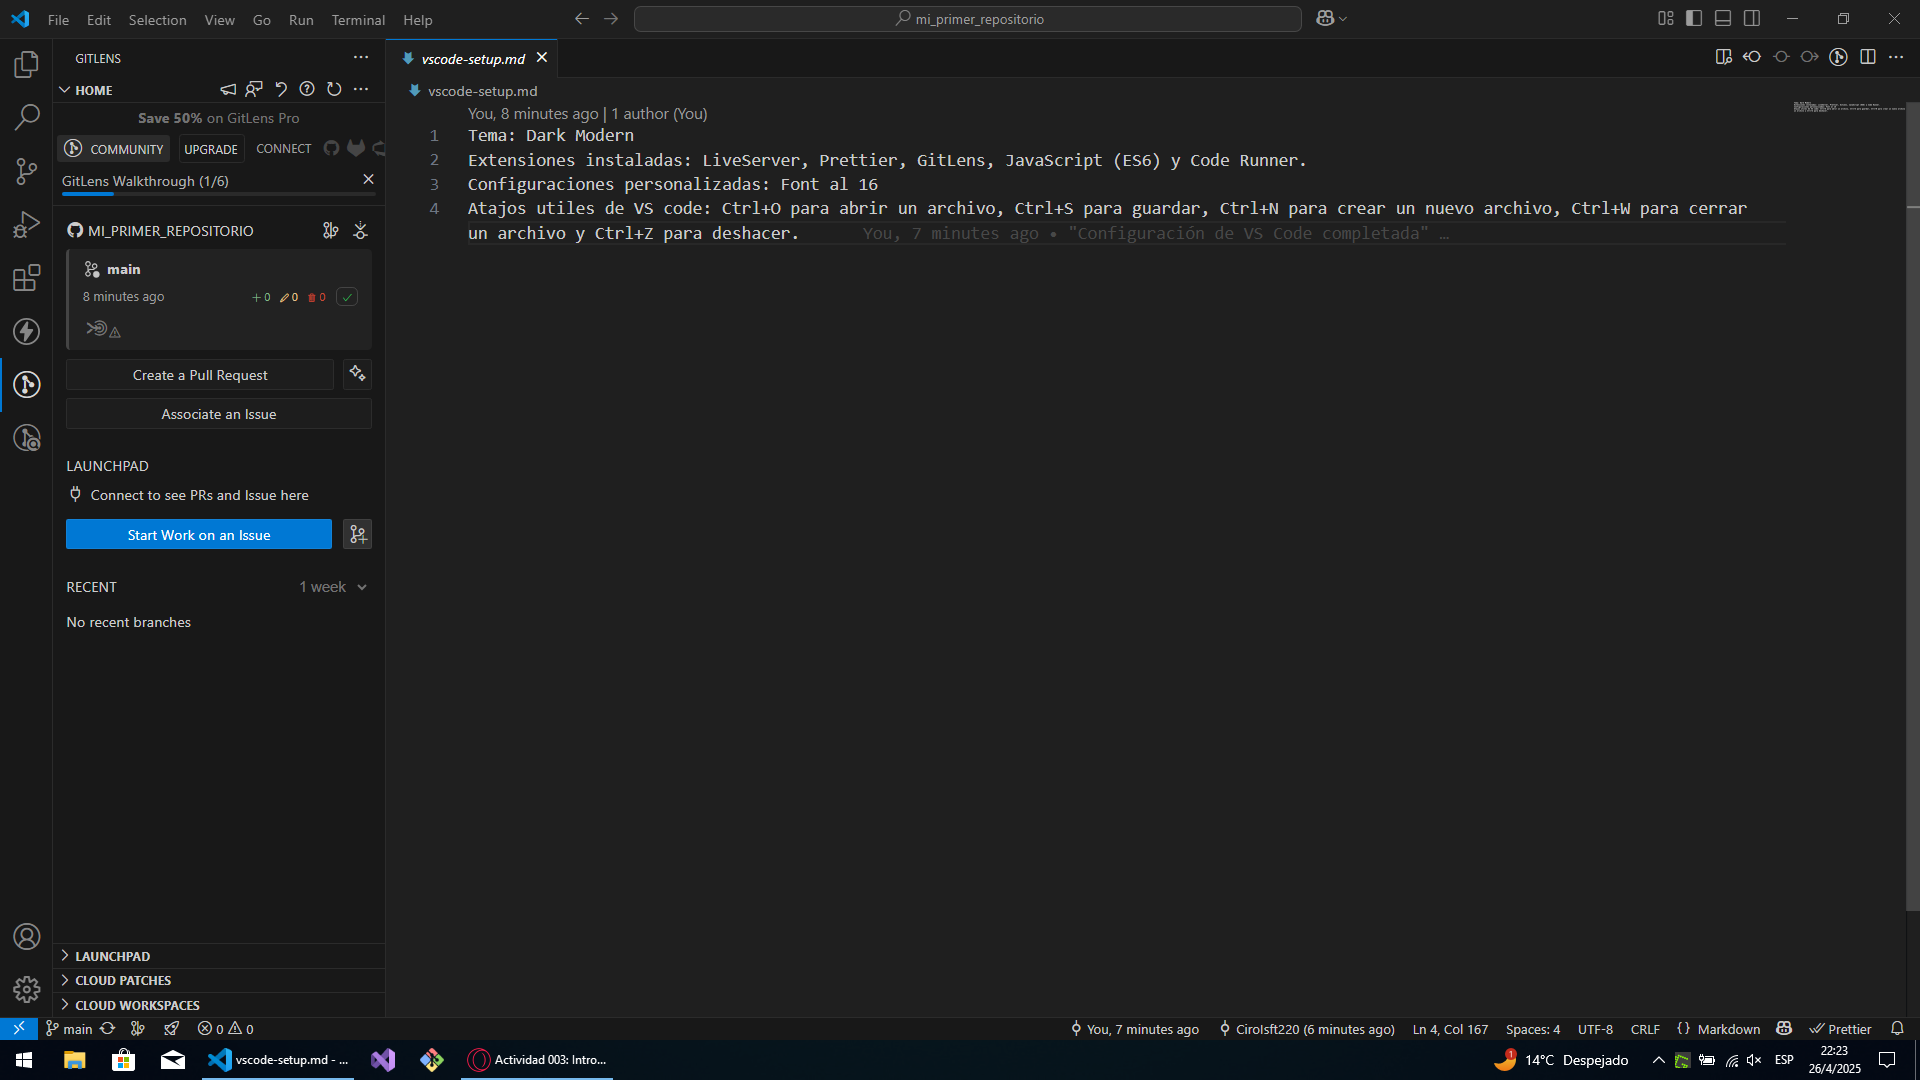 File Edit Selection View Go Run Terminal Help
mi_primer_repositorio
GITLENS
HOME
Save 50% on GitLens Pro
COMMUNITY UPGRADE CONNECT
GitLens Walkthrough (1/6)
MI_PRIMER_REPOSITORIO
main
8 minutes ago
+0 0 0
Create a Pull Request
Associate an Issue
LAUNCHPAD
Connect to see PRs and Issue here
Start Work on an Issue
RECENT 1 week
No recent branches
LAUNCHPAD
CLOUD PATCHES
CLOUD WORKSPACES
vscode-setup.md
vscode-setup.md
You, 8 minutes ago | 1 author (You)
1 Tema: Dark Modern
2 Extensiones instaladas: LiveServer, Prettier, GitLens, JavaScript (ES6) y Code Runner.
3 Configuraciones personalizadas: Font al 16
4 Atajos utiles de VS code: Ctrl+O para abrir un archivo, Ctrl+S para guardar, Ctrl+N para crear un nuevo archivo, Ctrl+W para cerrar
un archivo y Ctrl+Z para deshacer. You, 7 minutes ago • "Configuración de VS Code completada" …
main 0 0 You, 7 minutes ago CiroIsft220 (6 minutes ago) Ln 4, Col 167 Spaces: 4 UTF-8 CRLF {} Markdown Prettier
vscode-setup.md - ... Actividad 003: Intro... 1 14°C Despejado ESP 22:23
26/4/2025